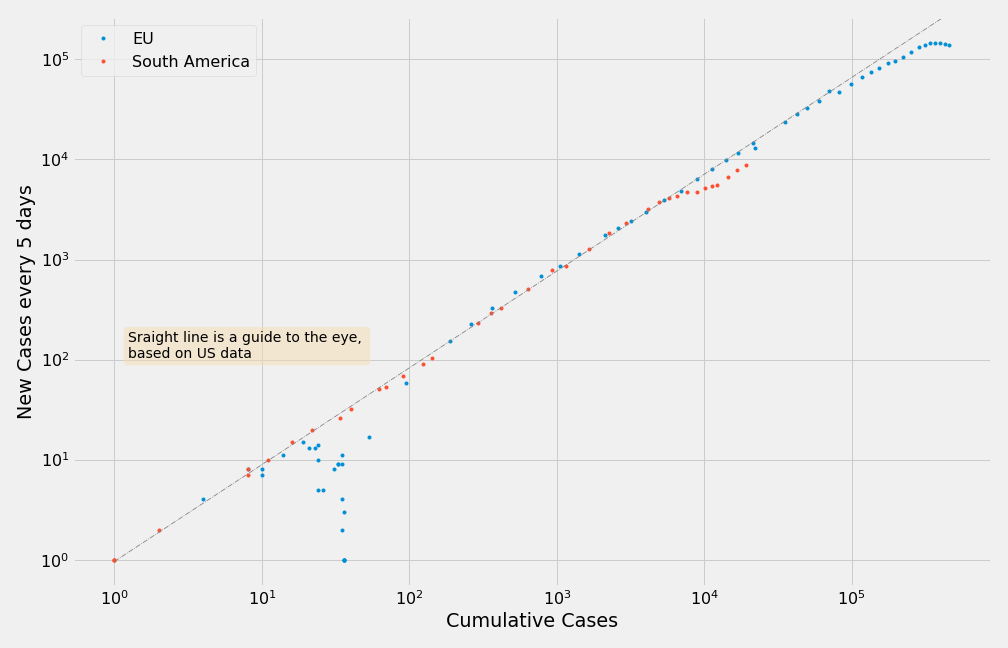 EU
South America
10^5
10^4
10^3
10^2
10^1
10^0
New Cases every 5 days
Sraight line is a guide to the eye,
based on US data
10^0 10^1 10^2 10^3 10^4 10^5
Cumulative Cases